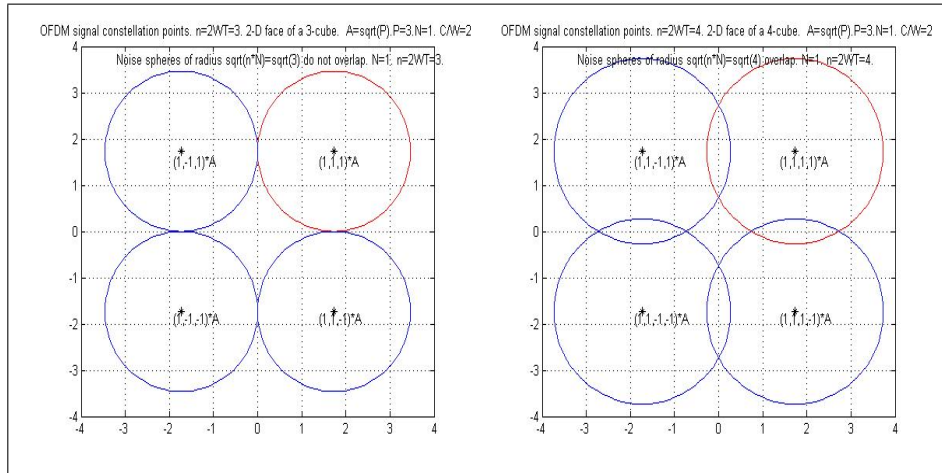 OFDM signal constellation points. n=2WT=3. 2-D face of a 3-cube. A=sqrt(P).P=3.N=1. C/W=2
Noise spheres of radius sqrt(n*N)=sqrt(3) do not overlap. N=1. n=2WT=3.
4
3
2
1
0
-1
-2
-3
-4
(1,-1,1)*A
(1,1,1)*A
(1,-1,-1)*A
(1,1,-1)*A
-4 -3 -2 -1 0 1 2 3 4
OFDM signal constellation points. n=2WT=4. 2-D face of a 4-cube. A=sqrt(P).P=3.N=1. C/W=2
Noise spheres of radius sqrt(n*N)=sqrt(4) overlap. N=1. n=2WT=4.
4
3
2
1
0
-1
-2
-3
-4
(1,1,-1,1)*A
(1,1,1,1)*A
(1,1,-1,-1)*A
(1,1,1,-1)*A
-4 -3 -2 -1 0 1 2 3 4